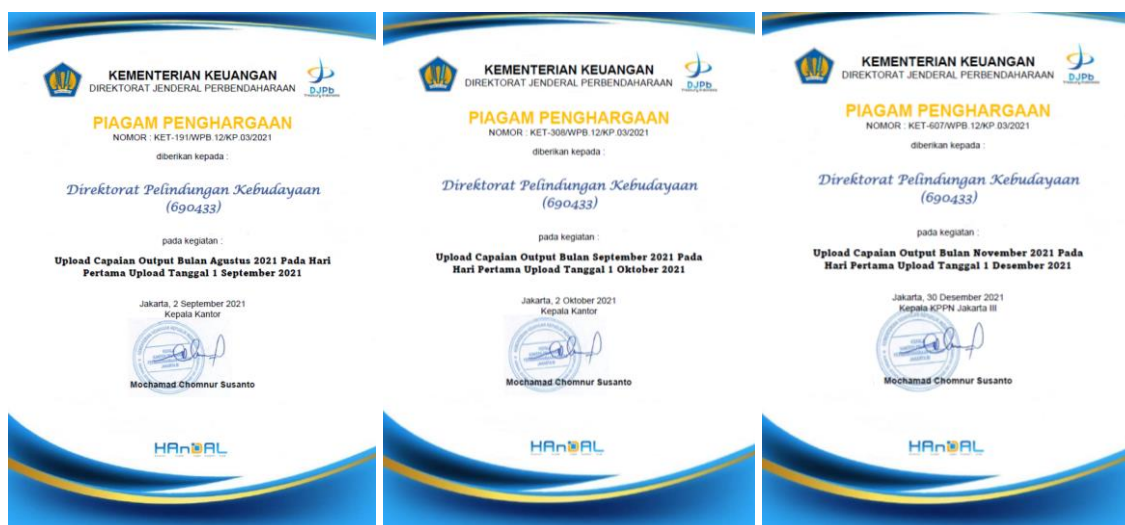 KEMENTERIAN KEUANGAN
DIREKTORAT JENDERAL PERBENDAHARAAN
DJPb
PIAGAM PENGHARGAAN
NOMOR : KET-191/WPB.12/KP.03/2021
diberikan kepada :
Direktorat Pelindungan Kebudayaan
(690433)
pada kegiatan :
Upload Capaian Output Bulan Agustus 2021 Pada Hari
Pertama Upload Tanggal 1 September 2021
Jakarta, 2 September 2021
Kepala Kantor
Mochamad Chomnur Susanto
HAnDAL
KEMENTERIAN KEUANGAN
DIREKTORAT JENDERAL PERBENDAHARAAN
DJPb
PIAGAM PENGHARGAAN
NOMOR : KET-308/WPB.12/KP.03/2021
diberikan kepada :
Direktorat Pelindungan Kebudayaan
(690433)
pada kegiatan :
Upload Capaian Output Bulan September 2021 Pada
Hari Pertama Upload Tanggal 1 Oktober 2021
Jakarta, 2 Oktober 2021
Kepala Kantor
Mochamad Chomnur Susanto
HAnDAL
KEMENTERIAN KEUANGAN
DIREKTORAT JENDERAL PERBENDAHARAAN
DJPb
PIAGAM PENGHARGAAN
NOMOR : KET-607/WPB.12/KP.03/2021
diberikan kepada :
Direktorat Pelindungan Kebudayaan
(690433)
pada kegiatan :
Upload Capaian Output Bulan November 2021 Pada
Hari Pertama Upload Tanggal 1 Desember 2021
Jakarta, 30 Desember 2021
Kepala KPPN Jakarta III
Mochamad Chomnur Susanto
HAnDAL